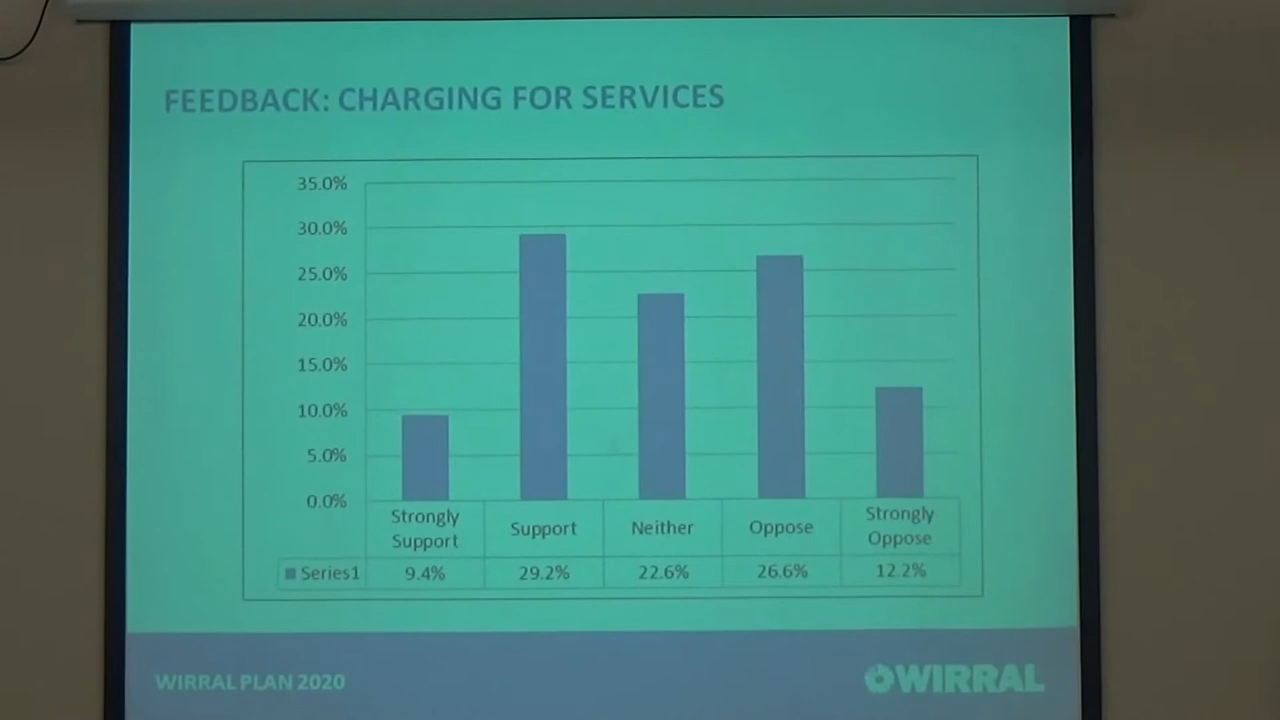 FEEDBACK: CHARGING FOR SERVICES
35.0%
30.0%
25.0%
20.0%
15.0%
10.0%
5.0%
0.0%
Strongly Support
Support
Neither
Oppose
Strongly Oppose
Series1 9.4% 29.2% 22.6% 26.6% 12.2%
WIRRAL PLAN 2020
WIRRAL